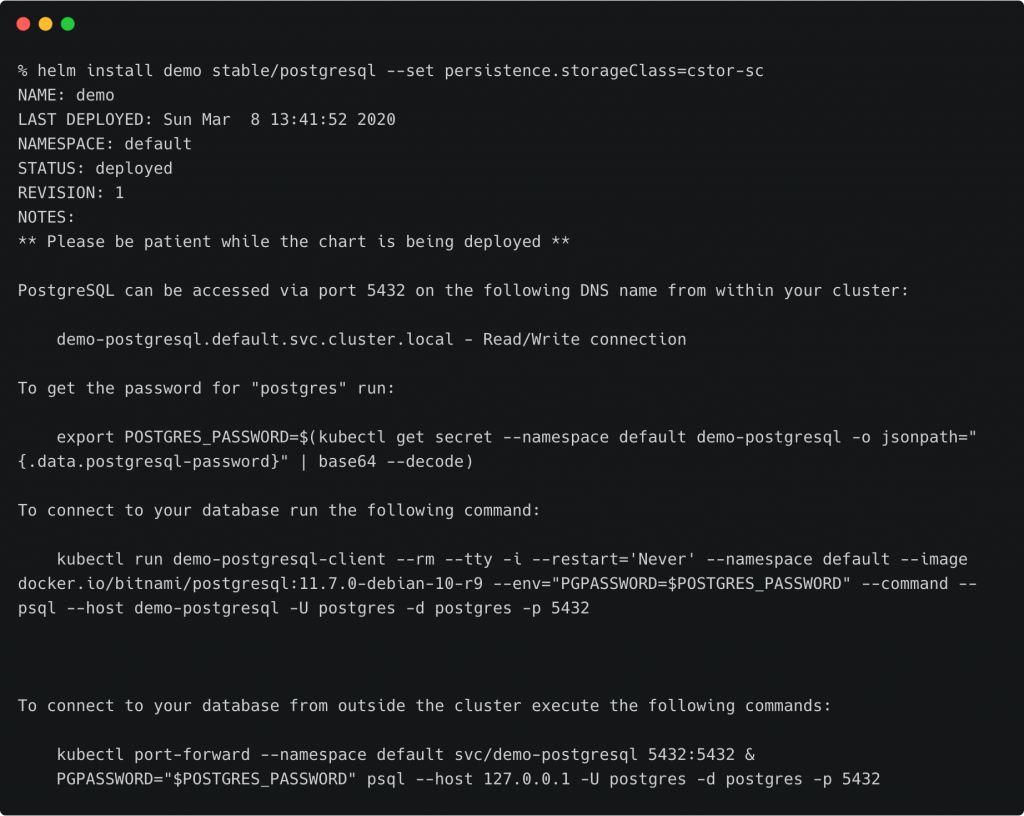 % helm install demo stable/postgresql --set persistence.storageClass=cstor-sc
NAME: demo
LAST DEPLOYED: Sun Mar  8 13:41:52 2020
NAMESPACE: default
STATUS: deployed
REVISION: 1
NOTES:
** Please be patient while the chart is being deployed **

PostgreSQL can be accessed via port 5432 on the following DNS name from within your cluster:

    demo-postgresql.default.svc.cluster.local - Read/Write connection

To get the password for "postgres" run:

    export POSTGRES_PASSWORD=$(kubectl get secret --namespace default demo-postgresql -o jsonpath="
{.data.postgresql-password}" | base64 --decode)

To connect to your database run the following command:

    kubectl run demo-postgresql-client --rm --tty -i --restart='Never' --namespace default --image
docker.io/bitnami/postgresql:11.7.0-debian-10-r9 --env="PGPASSWORD=$POSTGRES_PASSWORD" --command --
psql --host demo-postgresql -U postgres -d postgres -p 5432

To connect to your database from outside the cluster execute the following commands:

    kubectl port-forward --namespace default svc/demo-postgresql 5432:5432 &
    PGPASSWORD="$POSTGRES_PASSWORD" psql --host 127.0.0.1 -U postgres -d postgres -p 5432